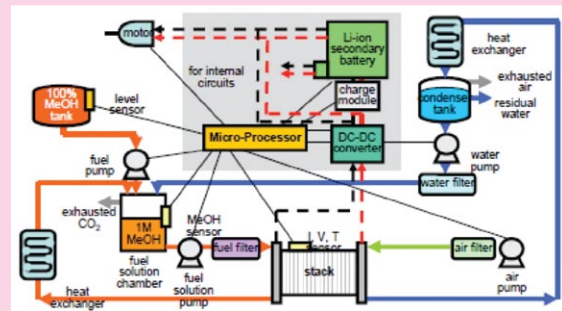 motor
Li-ion
secondary
battery
heat
exchanger
for internal
circuits
charge
module
exhausted
air
residual
water
100%
MeOH
tank
level
sensor
condense
tank
Micro-Processor
DC-DC
converter
fuel
pump
water
pump
water filter
exhausted
CO2
MeOH
sensor
1M
MeOH
I, V, T
sensor
fuel filter
air filter
fuel
solution
chamber
fuel
solution
pump
stack
heat
exchanger
air
pump